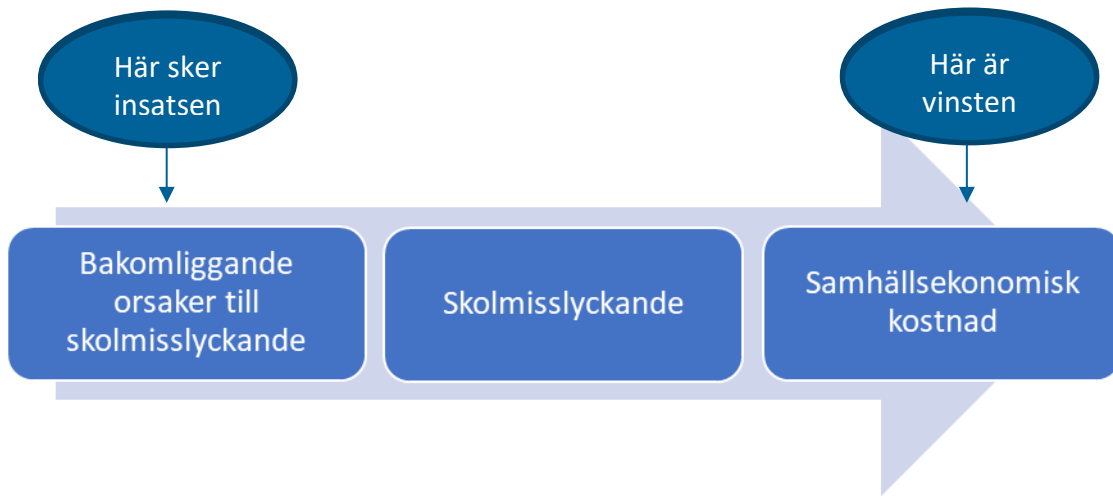 Här sker
insatsen
Här är
vinsten
Bakomliggande
orsaker till
skolmisslyckande
Skolmisslyckande
Samhällsekonomisk
kostnad